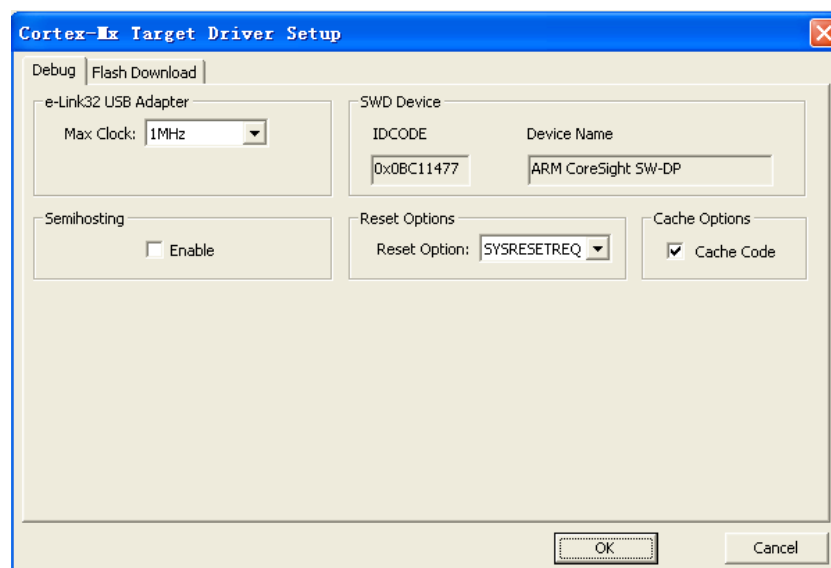 Cortex-Mx Target Driver Setup
Debug Flash Download
e-Link32 USB Adapter
Max Clock: 1MHz
SWD Device
IDCODE Device Name
0x0BC11477 ARM CoreSight SW-DP
Semihosting
Enable
Reset Options
Reset Option: SYSRESETREQ
Cache Options
Cache Code
OK Cancel